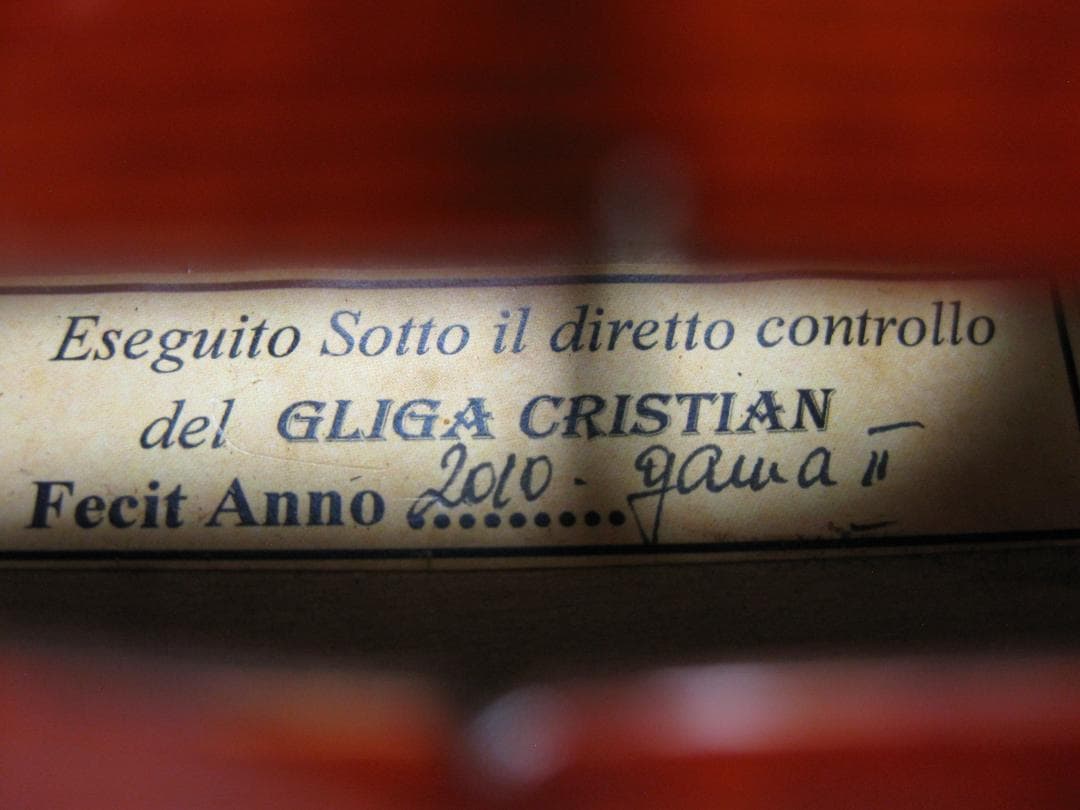 Eseguito Sotto il diretto controllo
del GLIGA CRISTIAN
Fecit Anno 2010. gama II